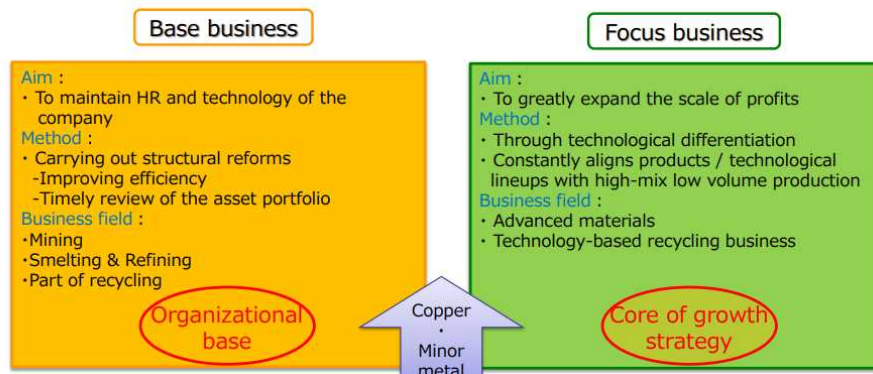 Base business
Aim :
・To maintain HR and technology of the
company
Method :
・Carrying out structural reforms
-Improving efficiency
-Timely review of the asset portfolio
Business field :
・Mining
・Smelting & Refining
・Part of recycling
Organizational
base
Copper
・
Minor
metal
Focus business
Aim :
・To greatly expand the scale of profits
Method :
・Through technological differentiation
・Constantly aligns products / technological
lineups with high-mix low volume production
Business field :
・Advanced materials
・Technology-based recycling business
Core of growth
strategy